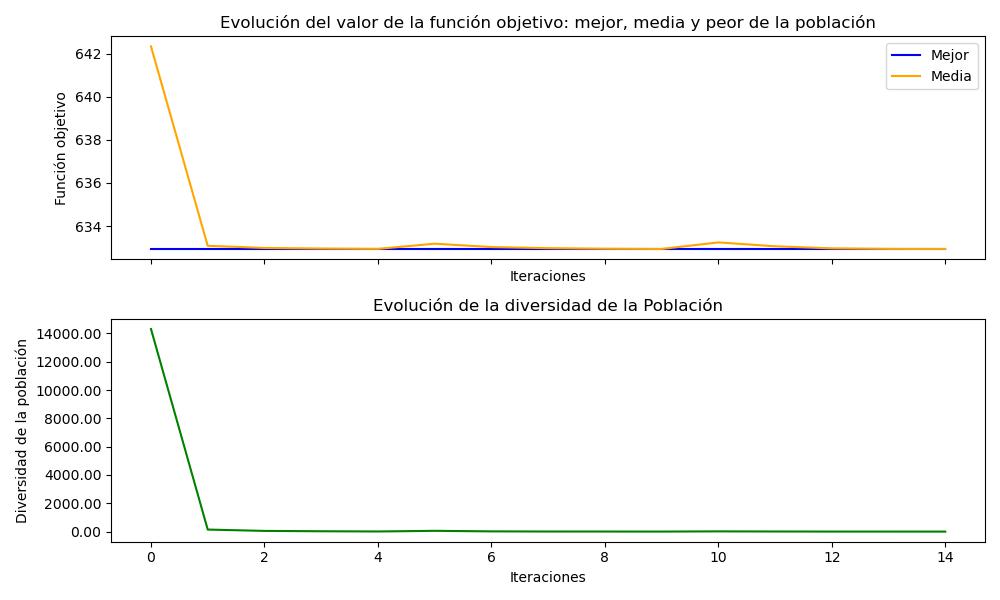 Evolución del valor de la función objetivo: mejor, media y peor de la población
Función objetivo
642
640
638
636
634
Mejor
Media
Iteraciones
Evolución de la diversidad de la Población
Diversidad de la población
14000.00
12000.00
10000.00
8000.00
6000.00
4000.00
2000.00
0.00
0 2 4 6 8 10 12 14
Iteraciones